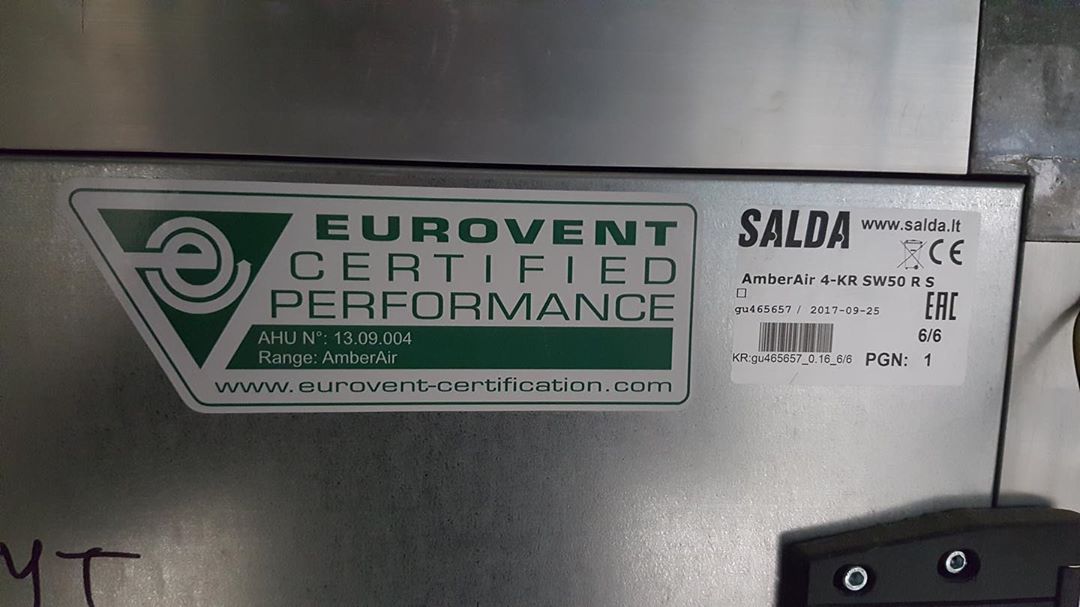 EUROVENT
CERTIFIED
PERFORMANCE
AHU N°: 13.09.004
Range: AmberAir
www.eurovent-certification.com
SALDA www.salda.lt
CE
AmberAir 4-KR SW50 R S
gu465657 / 2017-09-25
EAC
6/6
KR:gu465657_0.16_6/6 PGN: 1
YT